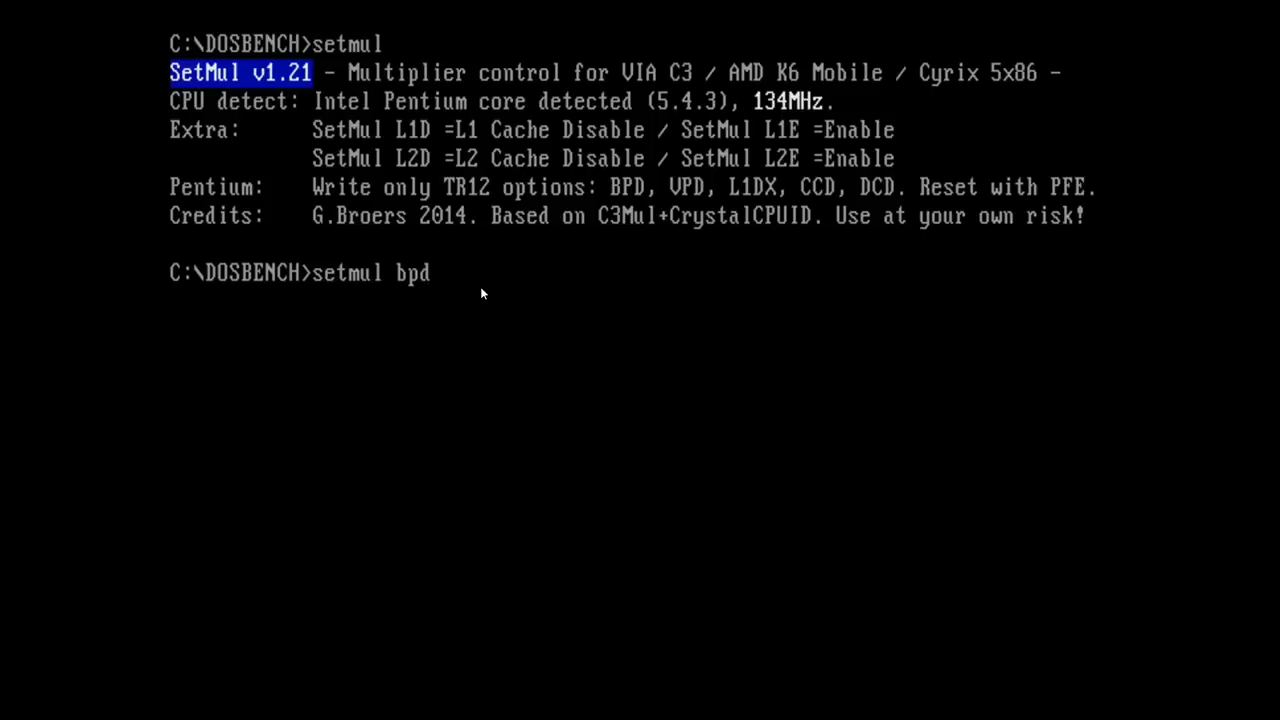 C:\DOSBENCH>setmul
SetMul v1.21 - Multiplier control for VIA C3 / AMD K6 Mobile / Cyrix 5x86 -
CPU detect: Intel Pentium core detected (5.4.3), 134MHz.
Extra: SetMul L1D =L1 Cache Disable / SetMul L1E =Enable
SetMul L2D =L2 Cache Disable / SetMul L2E =Enable
Pentium: Write only TR12 options: BPD, VPD, L1DX, CCD, DCD. Reset with PFE.
Credits: G.Broers 2014. Based on C3Mul+CrystalCPUID. Use at your own risk!
C:\DOSBENCH>setmul bpd